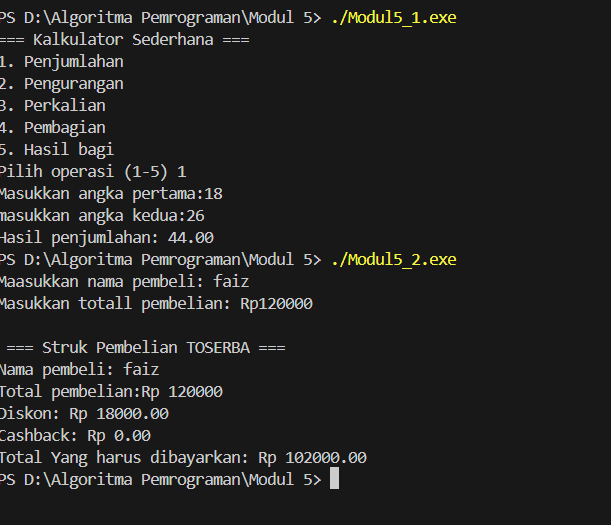 PS D:\Algoritma Pemrograman\Modul 5> ./Modul5_1.exe
=== Kalkulator Sederhana ===
1. Penjumlahan
2. Pengurangan
3. Perkalian
4. Pembagian
5. Hasil bagi
Pilih operasi (1-5) 1
Masukkan angka pertama:18
masukkan angka kedua:26
Hasil penjumlahan: 44.00
PS D:\Algoritma Pemrograman\Modul 5> ./Modul5_2.exe
Maasukkan nama pembeli: faiz
Masukkan totall pembelian: Rp120000
=== Struk Pembelian TOSERBA ===
Nama pembeli: faiz
Total pembelian:Rp 120000
Diskon: Rp 18000.00
Cashback: Rp 0.00
Total Yang harus dibayarkan: Rp 102000.00
PS D:\Algoritma Pemrograman\Modul 5>